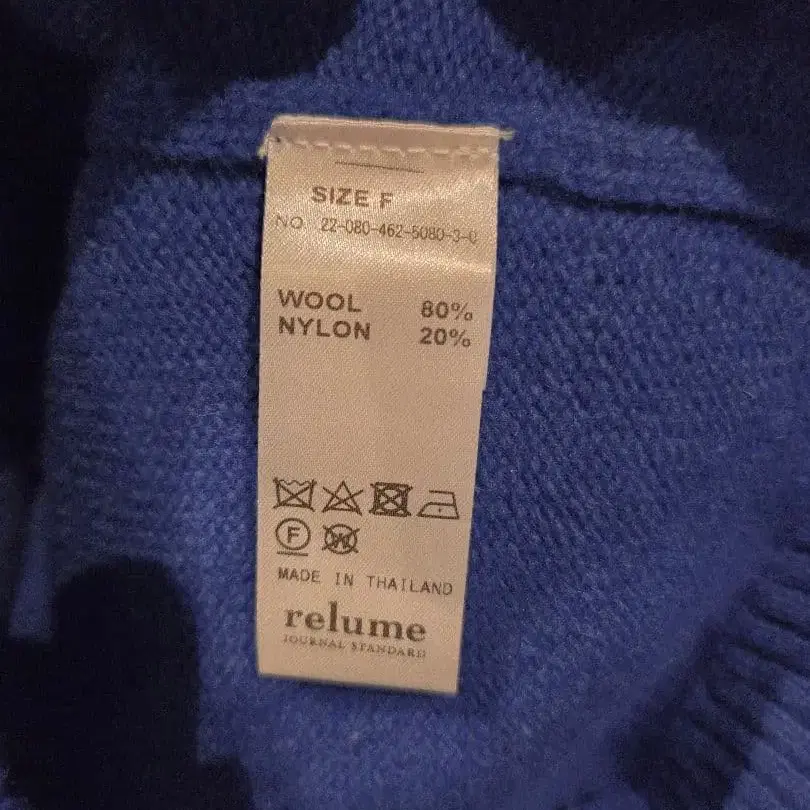 SIZE F
NO 22-080-462-5080-3-0
WOOL 80%
NYLON 20%
F
W
MADE IN THAILAND
relume
JOURNAL STANDARD